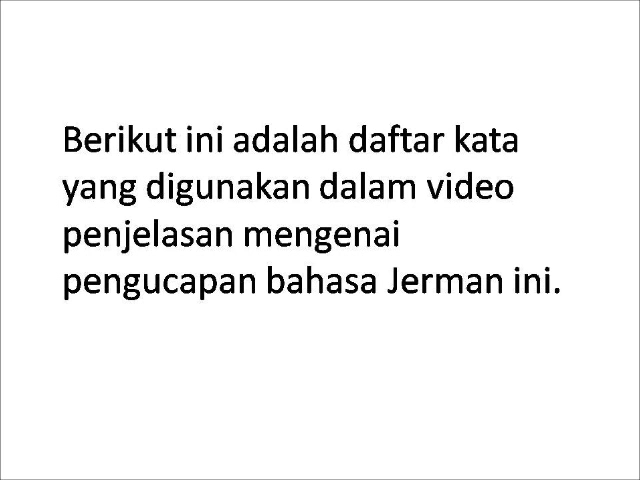 Berikut ini adalah daftar kata
yang digunakan dalam video
penjelasan mengenai
pengucapan bahasa Jerman ini.